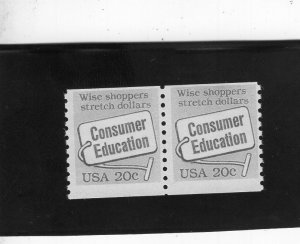 Wise shoppers
stretch dollars
Consumer
Education
USA 20c
Wise shoppers
stretch dollars
Consumer
Education
USA 20c